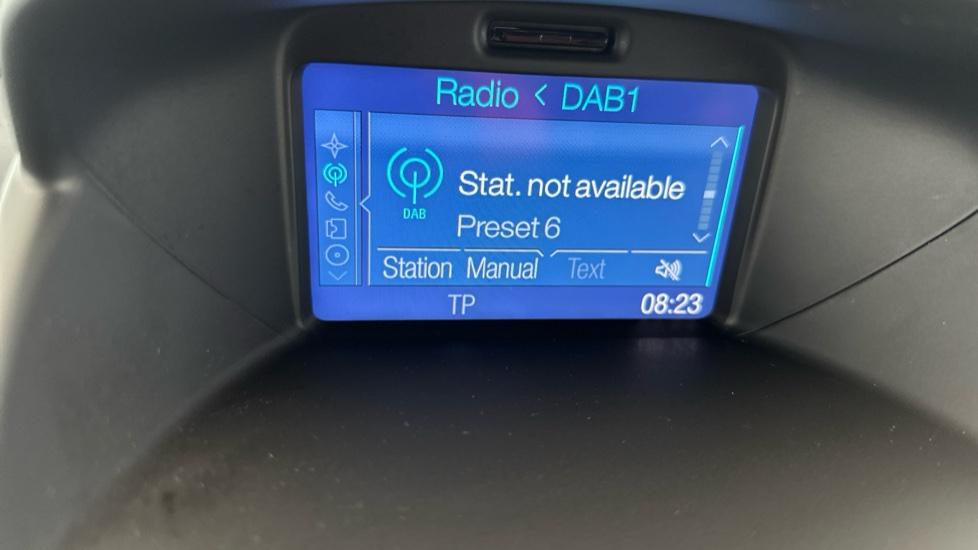 Radio < DAB1
DAB
Stat. not available
Preset 6
Station Manual Text
TP 08:23